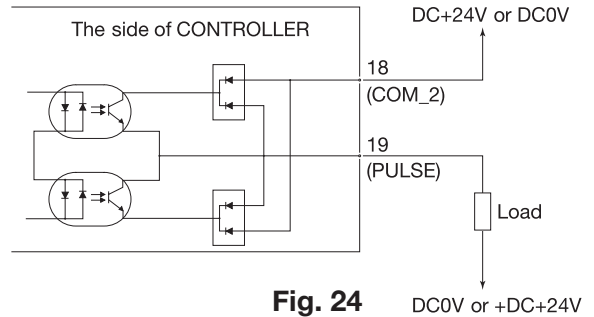 DC+24V or DC0V
The side of CONTROLLER
18
(COM_2)
19
(PULSE)
Load
Fig. 24
DC0V or +DC+24V